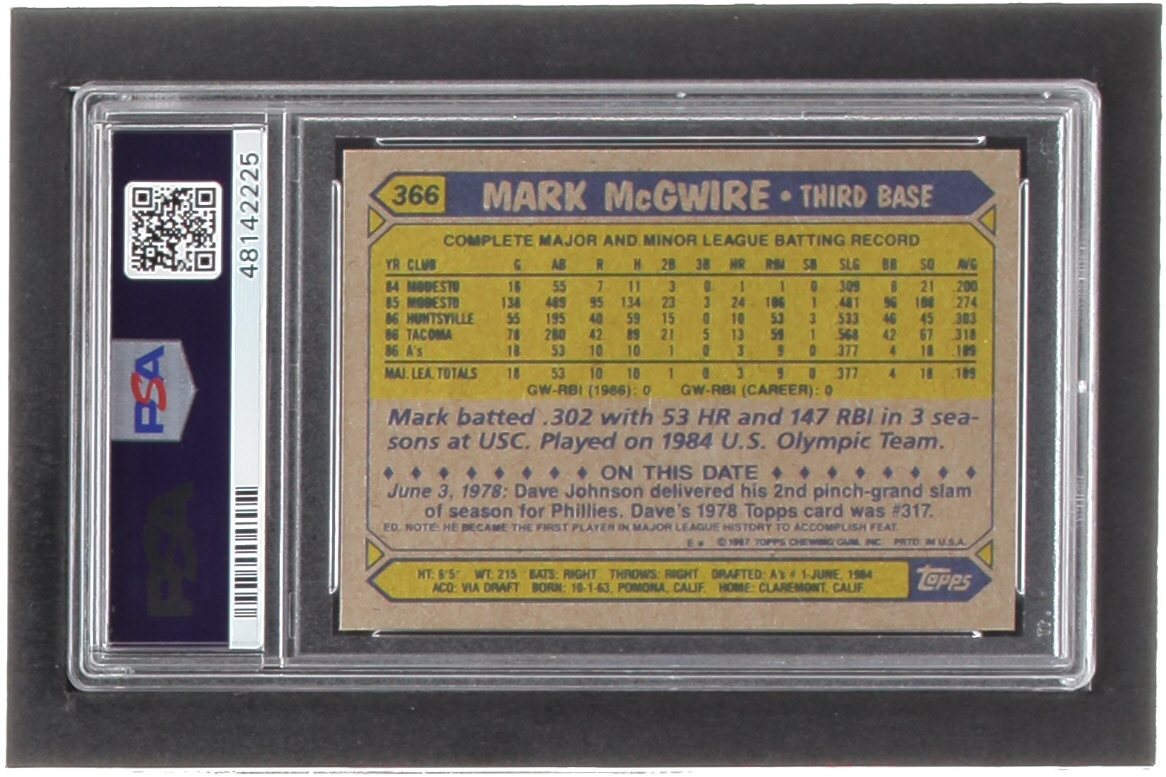 48142225
PSA
PSA
366 MARK McGWIRE • THIRD BASE
COMPLETE MAJOR AND MINOR LEAGUE BATTING RECORD
YR CLUB G AB R H 2B 3B HR RBI SB SLG BB SO AVG
84 MODESTO 16 55 7 11 3 0 1 1 0 .309 8 21 .200
85 MODESTO 138 489 95 134 23 3 24 106 1 .481 96 108 .274
86 HUNTSVILLE 55 195 40 59 15 0 10 53 3 .533 46 45 .303
86 TACOMA 78 280 42 89 21 5 13 59 1 .568 42 67 .318
86 A's 18 53 10 10 1 0 3 9 0 .377 4 18 .189
MAJ. LEA. TOTALS 18 53 10 10 1 0 3 9 0 .377 4 18 .189
GW-RBI (1986): 0 GW-RBI (CAREER): 0
Mark batted .302 with 53 HR and 147 RBI in 3 sea-
sons at USC. Played on 1984 U.S. Olympic Team.
♦ ♦ ♦ ♦ ♦ ♦ ♦ ♦ ON THIS DATE ♦ ♦ ♦ ♦ ♦ ♦ ♦ ♦
June 3, 1978: Dave Johnson delivered his 2nd pinch-grand slam
of season for Phillies. Dave's 1978 Topps card was #317.
ED. NOTE: HE BECAME THE FIRST PLAYER IN MAJOR LEAGUE HISTORY TO ACCOMPLISH FEAT.
E* © 1987 TOPPS CHEWING GUM, INC. PRTD. IN U.S.A.
HT: 6'5" WT: 215 BATS: RIGHT THROWS: RIGHT DRAFTED: A's # 1-JUNE, 1984
ACQ: VIA DRAFT BORN: 10-1-63, POMONA, CALIF. HOME: CLAREMONT, CALIF.
Topps